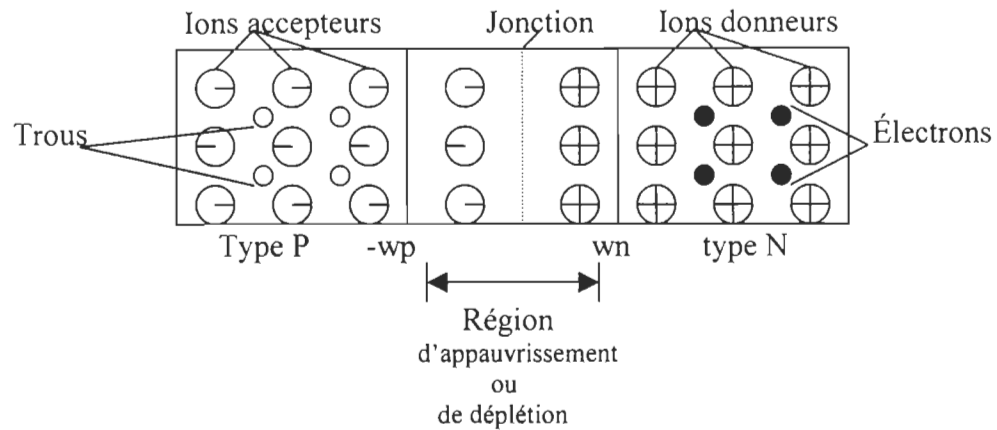 Ions accepteurs
Jonction
Ions donneurs
Trous
Électrons
Type P
-wp
wn
type N
Région
d'appauvrissement
ou
de déplétion